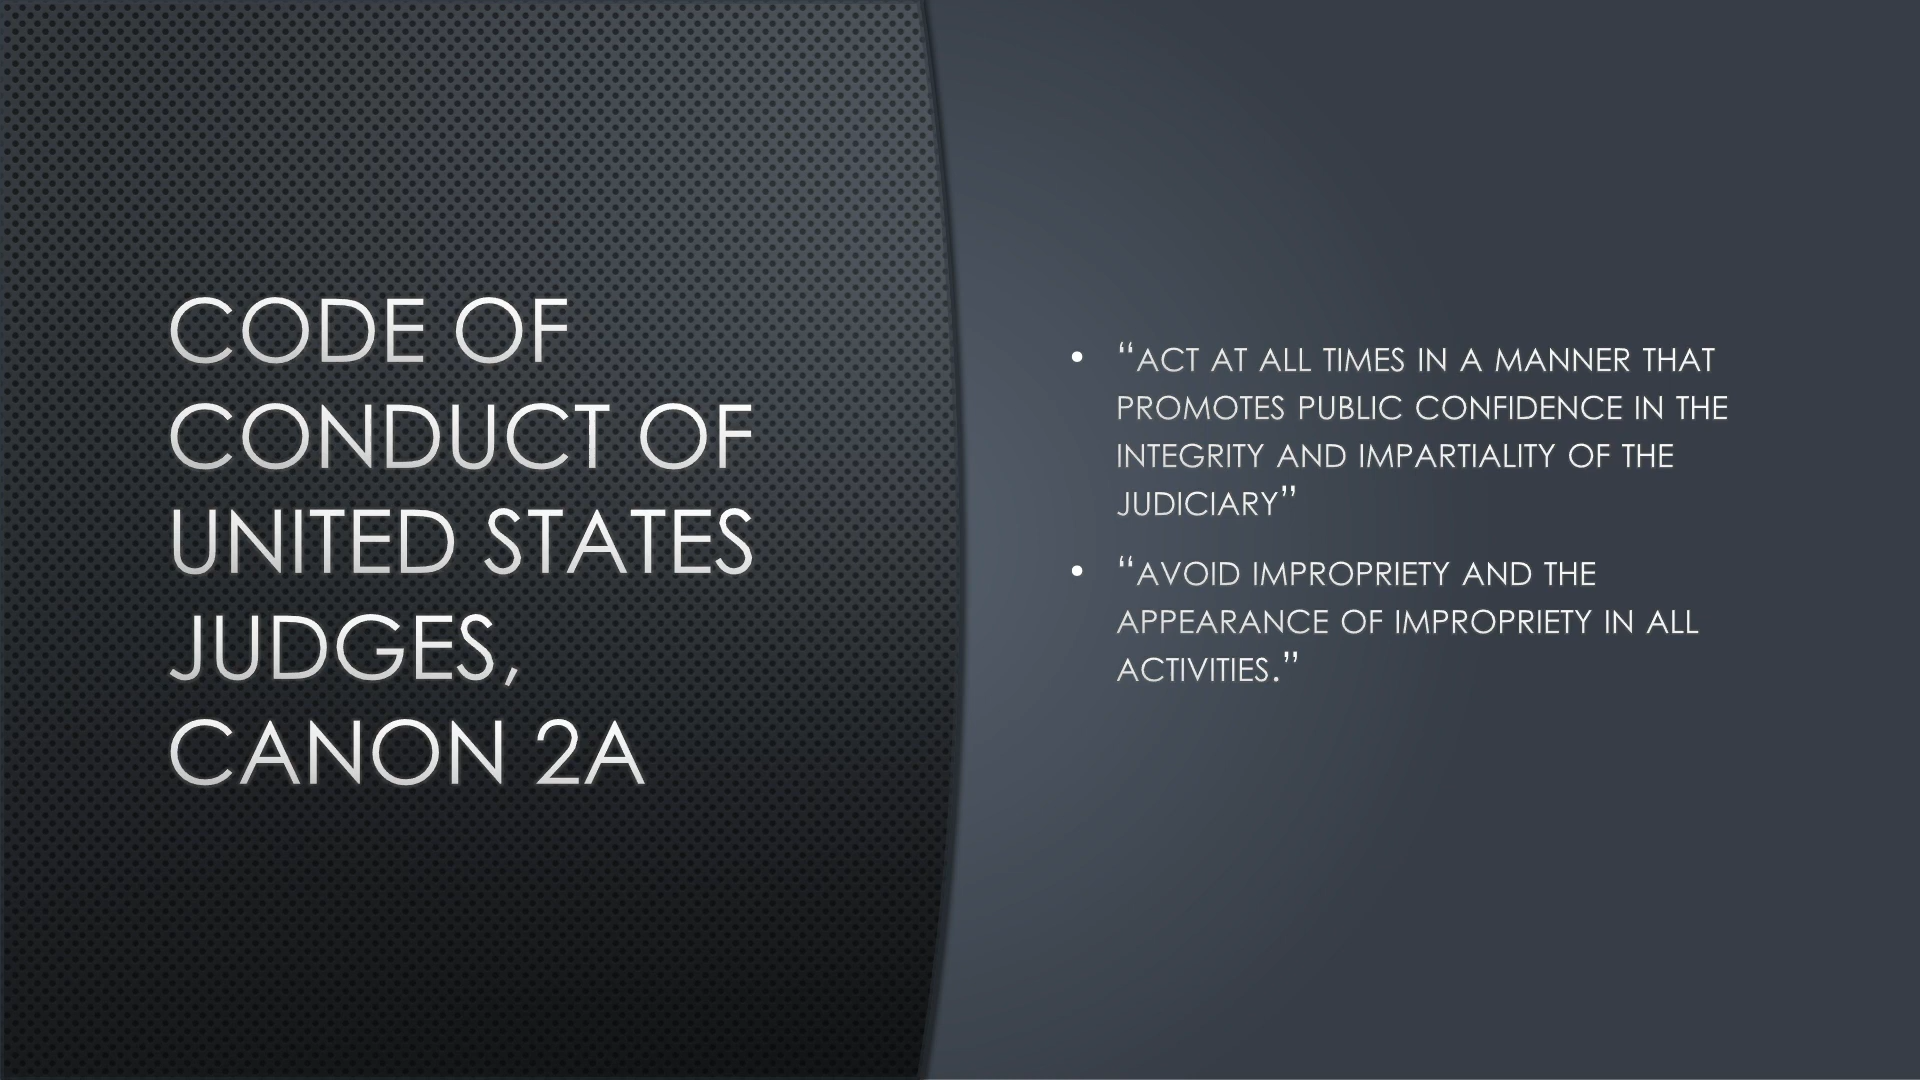 CODE OF
CONDUCT OF
UNITED STATES
JUDGES,
CANON 2A
• “ACT AT ALL TIMES IN A MANNER THAT
PROMOTES PUBLIC CONFIDENCE IN THE
INTEGRITY AND IMPARTIALITY OF THE
JUDICIARY”
• “AVOID IMPROPRIETY AND THE
APPEARANCE OF IMPROPRIETY IN ALL
ACTIVITIES.”